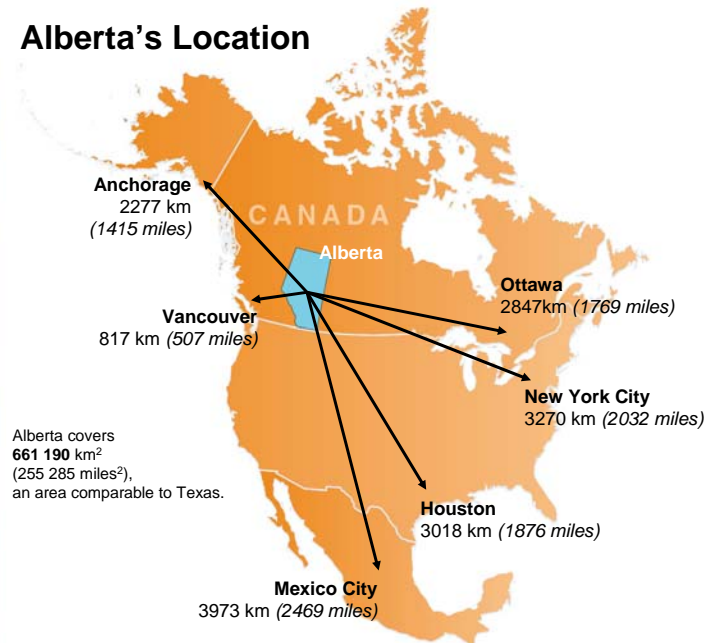 Alberta's Location
Anchorage
2277 km
(1415 miles)
CANADA
Alberta
Ottawa
2847km (1769 miles)
Vancouver
817 km (507 miles)
New York City
3270 km (2032 miles)
Alberta covers
661 190 km²
(255 285 miles²),
an area comparable to Texas.
Houston
3018 km (1876 miles)
Mexico City
3973 km (2469 miles)